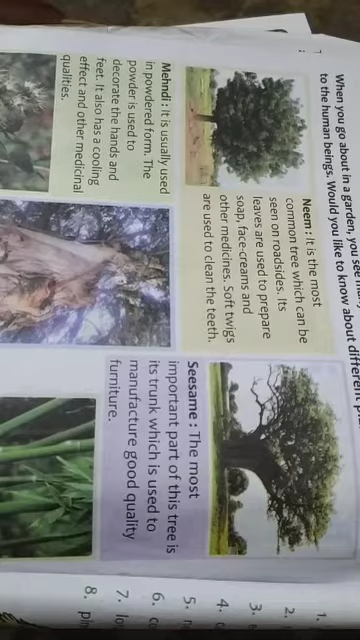 When you go about in a garden, you see
to the human beings. Would you like to know about different
Neem : It is the most
common tree which can be
seen on roadsides. Its
leaves are used to prepare
soap, face-creams and
other medicines. Soft twigs
are used to clean the teeth.
Mehndi : It is usually used
in powdered form. The
powder is used to
decorate the hands and
feet. It also has a cooling
effect and other medicinal
qualities.
Seesame : The most
important part of this tree is
its trunk which is used to
manufacture good quality
furniture.
1.
2.
3.
4.
5.
6.
7.
8.